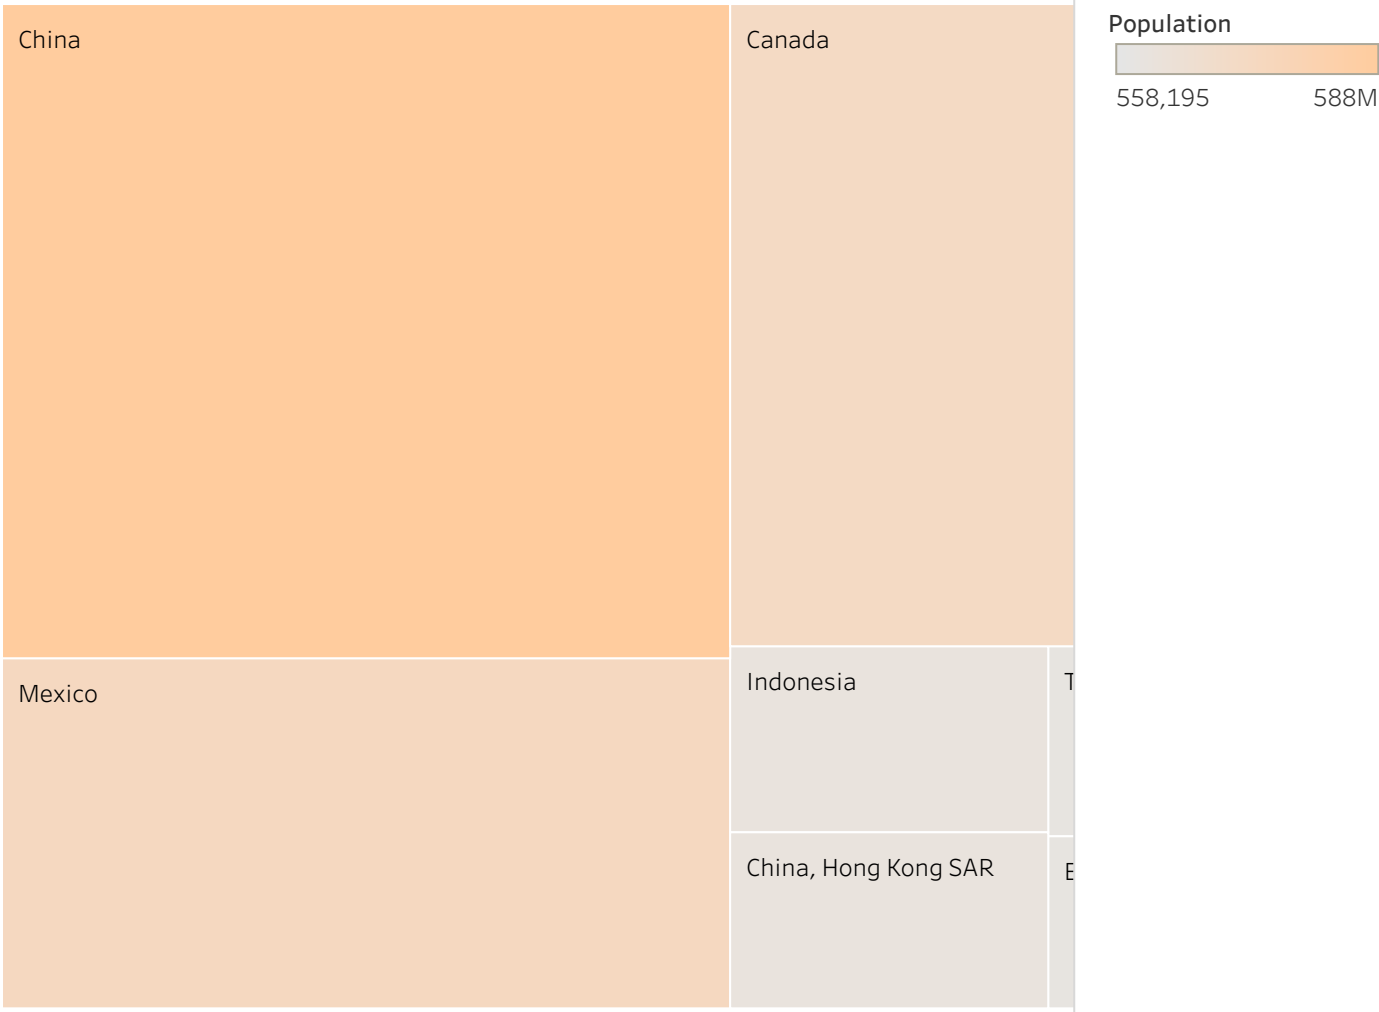 China
Canada
Population
558,195
588M
Indonesia
Mexico
China, Hong Kong SAR